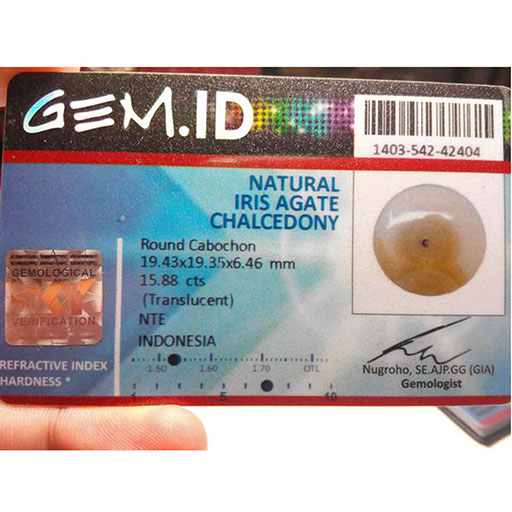 GEM.ID
1403-542-42404
NATURAL
IRIS AGATE
CHALCEDONY
Round Cabochon
19.43x19.35x6.46 mm
15.88 cts
(Translucent)
NTE
INDONESIA
GEMOLOGICAL
VERIFICATION
REFRACTIVE INDEX
1.50 1.60 1.70 OTL
HARDNESS *
1 5 10
Nugroho, SE.AJP.GG (GIA)
Gemologist